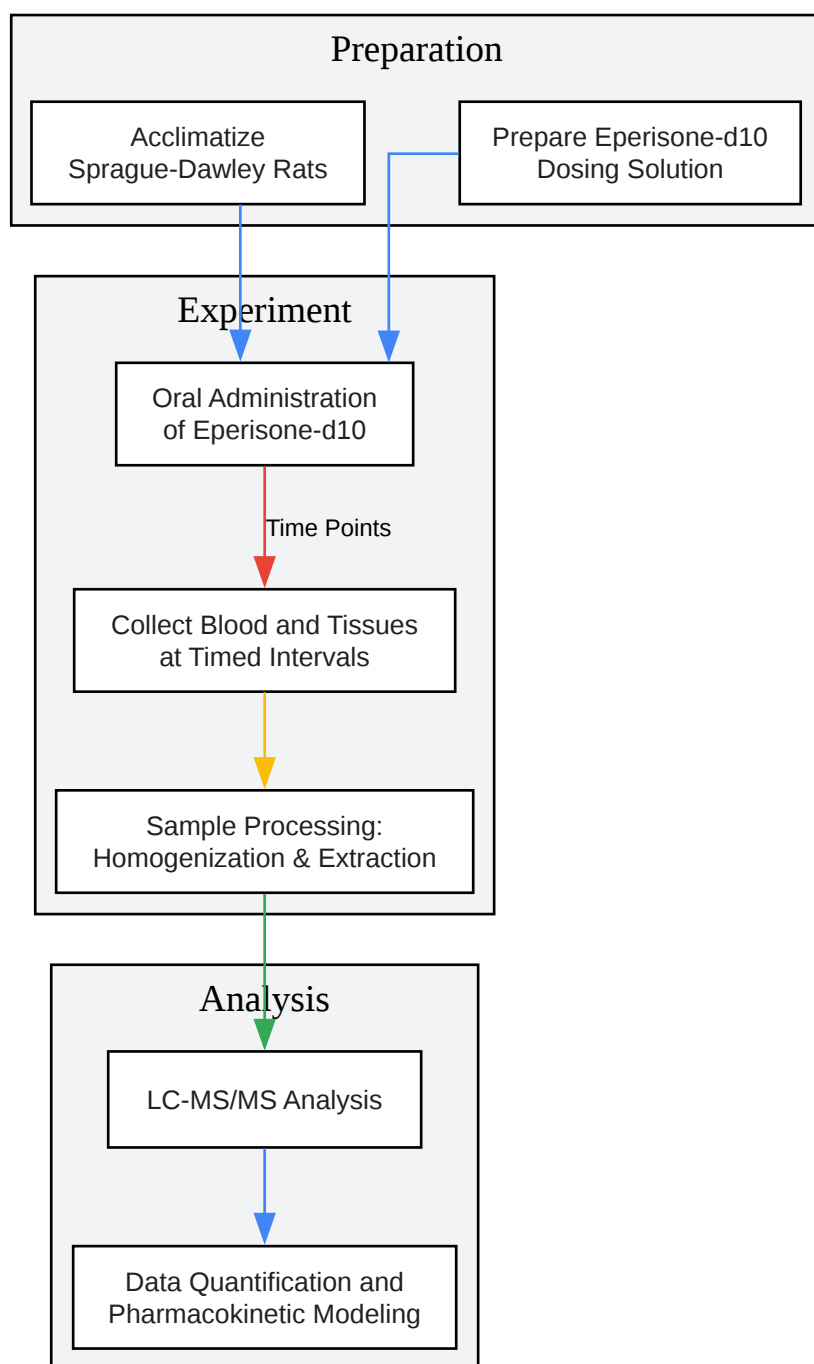 Preparation
Acclimatize
Sprague-Dawley Rats
Prepare Eperisone-d10
Dosing Solution
Experiment
Oral Administration
of Eperisone-d10
Time Points
Collect Blood and Tissues
at Timed Intervals
Sample Processing:
Homogenization & Extraction
Analysis
LC-MS/MS Analysis
Data Quantification and
Pharmacokinetic Modeling